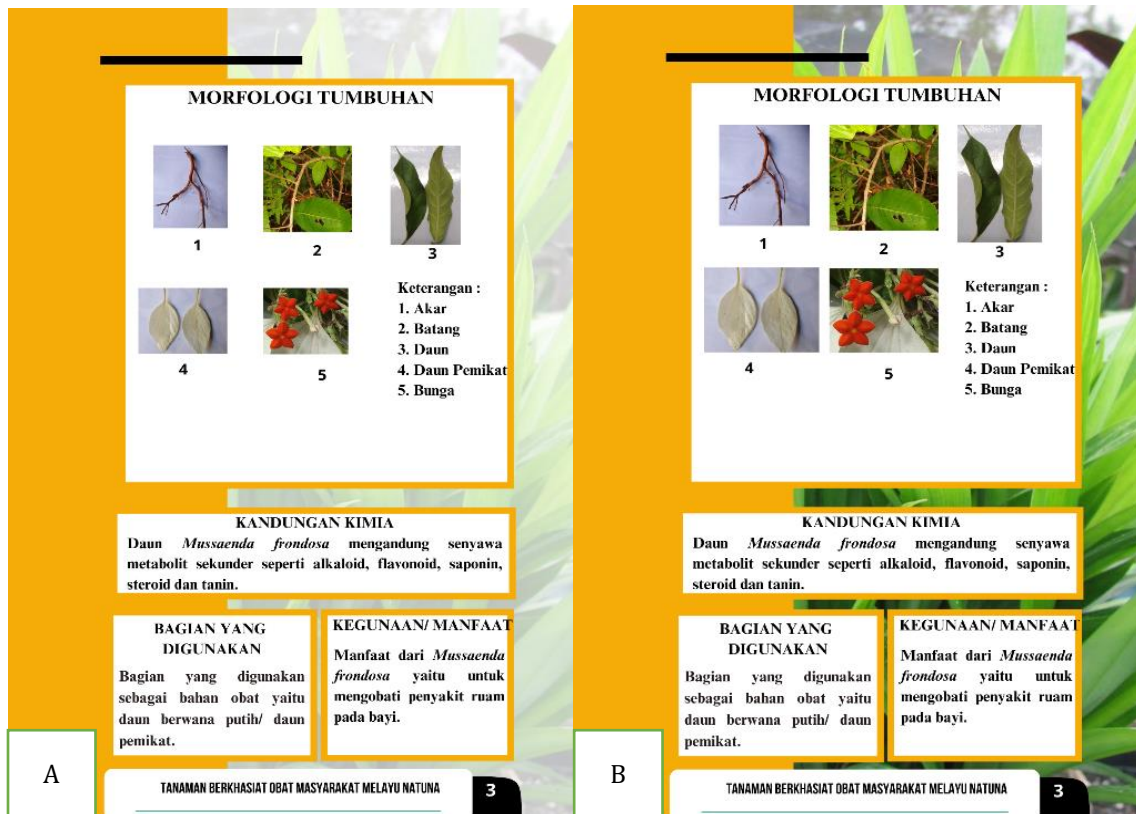 MORFOLOGI TUMBUHAN
1
2
3
4
5
Keterangan :
1. Akar
2. Batang
3. Daun
4. Daun Pemikat
5. Bunga
KANDUNGAN KIMIA
Daun Mussaenda frondosa mengandung senyawa
metabolit sekunder seperti alkaloid, flavonoid, saponin,
steroid dan tanin.
BAGIAN YANG
DIGUNAKAN
Bagian yang digunakan
sebagai bahan obat yaitu
daun berwana putih/ daun
pemikat.
KEGUNAAN/ MANFAAT
Manfaat dari Mussaenda
frondosa yaitu untuk
mengobati penyakit ruam
pada bayi.
A
TANAMAN BERKHASIAT OBAT MASYARAKAT MELAYU NATUNA
3
MORFOLOGI TUMBUHAN
1
2
3
4
5
Keterangan :
1. Akar
2. Batang
3. Daun
4. Daun Pemikat
5. Bunga
KANDUNGAN KIMIA
Daun Mussaenda frondosa mengandung senyawa
metabolit sekunder seperti alkaloid, flavonoid, saponin,
steroid dan tanin.
BAGIAN YANG
DIGUNAKAN
Bagian yang digunakan
sebagai bahan obat yaitu
daun berwana putih/ daun
pemikat.
KEGUNAAN/ MANFAAT
Manfaat dari Mussaenda
frondosa yaitu untuk
mengobati penyakit ruam
pada bayi.
B
TANAMAN BERKHASIAT OBAT MASYARAKAT MELAYU NATUNA
3